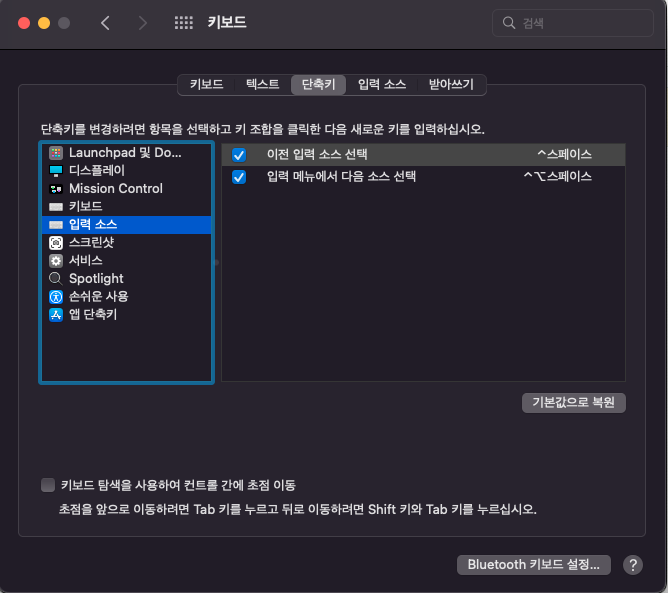 키보드
검색
키보드 텍스트 단축키 입력 소스 받아쓰기
단축키를 변경하려면 항목을 선택하고 키 조합을 클릭한 다음 새로운 키를 입력하십시오.
Launchpad 및 Do...
디스플레이
Mission Control
키보드
입력 소스
스크린샷
서비스
Spotlight
손쉬운 사용
앱 단축키
이전 입력 소스 선택 ^스페이스
입력 메뉴에서 다음 소스 선택 ^⌥스페이스
기본값으로 복원
키보드 탐색을 사용하여 컨트롤 간에 초점 이동
초점을 앞으로 이동하려면 Tab 키를 누르고 뒤로 이동하려면 Shift 키와 Tab 키를 누르십시오.
Bluetooth 키보드 설정... ?